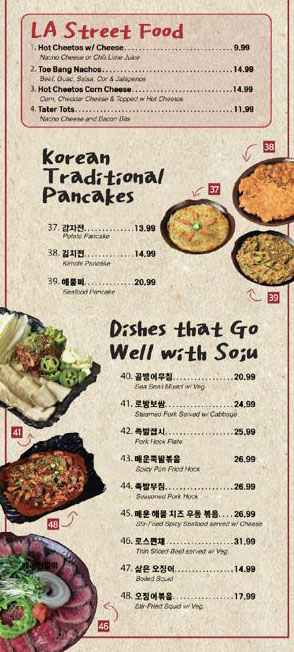 LA Street Food
1. Hot Cheetos w/ Cheese 9.99
Nacho Cheese or Chili Lime Juice
2. Toe Bang Nachos 14.99
Beef, Guac, Salsa, Cor & Jalapenos
3. Hot Cheetos Corn Cheese 14.99
Corn, Cheddar Cheese & Topped w Hot Cheetos
4. Tater Tots 11.99
Nacho Cheese and Bacon Bits
38
Korean
Traditional
Pancakes
37
37. 감자전 13.99
Potato Pancake
38. 김치전 14.99
Kimchi Pancake
39. 해물파 20.99
Seafood Pancake
39
Dishes that Go
Well with Soju
40. 골뱅이무침 20.99
Sea Snail Mixed w Veg
41. 로방보쌈 24.99
Steamed Pork Served w/ Cabbage
42. 족발접시 25.99
Pork Hock Plate
41
43. 매운족발볶음 26.99
Spicy Pan Fried Hock
44. 족발무침 26.99
Seasoned Pork Hock
45. 매운 해물 치즈 우동 볶음 26.99
Stir-Fried Spicy Seafood served w/ Cheese
48
46. 로스편채 31.99
Thin Sliced Beef served w/ Veg.
47. 삶은 오징어 14.99
Boiled Squid
48. 오징어볶음 17.99
Stir-Fried Squid w/ Veg.
46